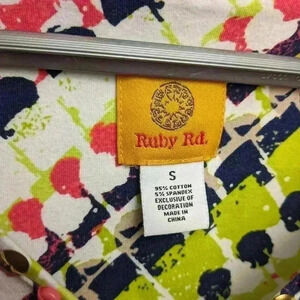 Ruby Rd.
S
95% COTTON
5% SPANDEX
EXCLUSIVE OF
DECORATION
MADE IN
CHINA